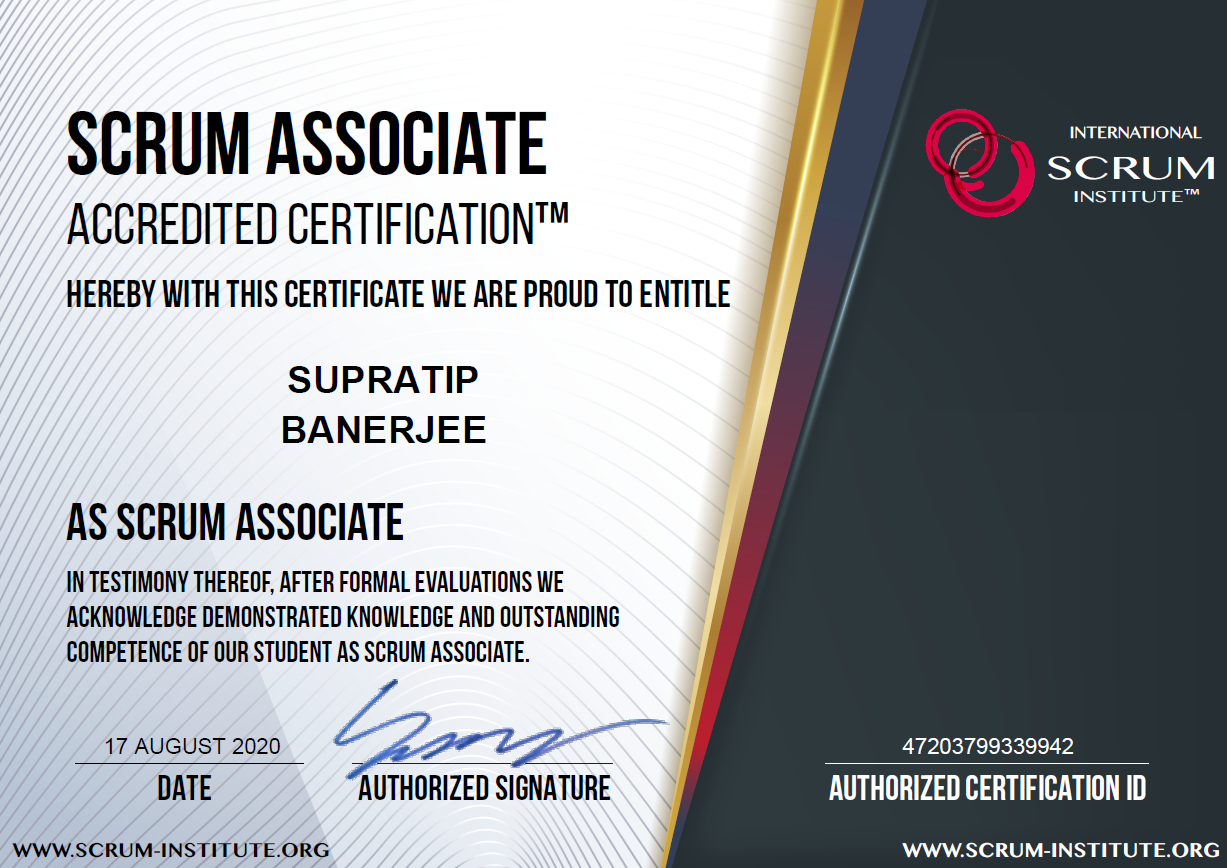 SCRUM ASSOCIATE
ACCREDITED CERTIFICATION™
HEREBY WITH THIS CERTIFICATE WE ARE PROUD TO ENTITLE
SUPRATIP
BANERJEE
AS SCRUM ASSOCIATE
IN TESTIMONY THEREOF, AFTER FORMAL EVALUATIONS WE
ACKNOWLEDGE DEMONSTRATED KNOWLEDGE AND OUTSTANDING
COMPETENCE OF OUR STUDENT AS SCRUM ASSOCIATE.
17 AUGUST 2020
DATE
AUTHORIZED SIGNATURE
WWW.SCRUM-INSTITUTE.ORG
INTERNATIONAL
SCRUM
INSTITUTE™
47203799339942
AUTHORIZED CERTIFICATION ID
WWW.SCRUM-INSTITUTE.ORG